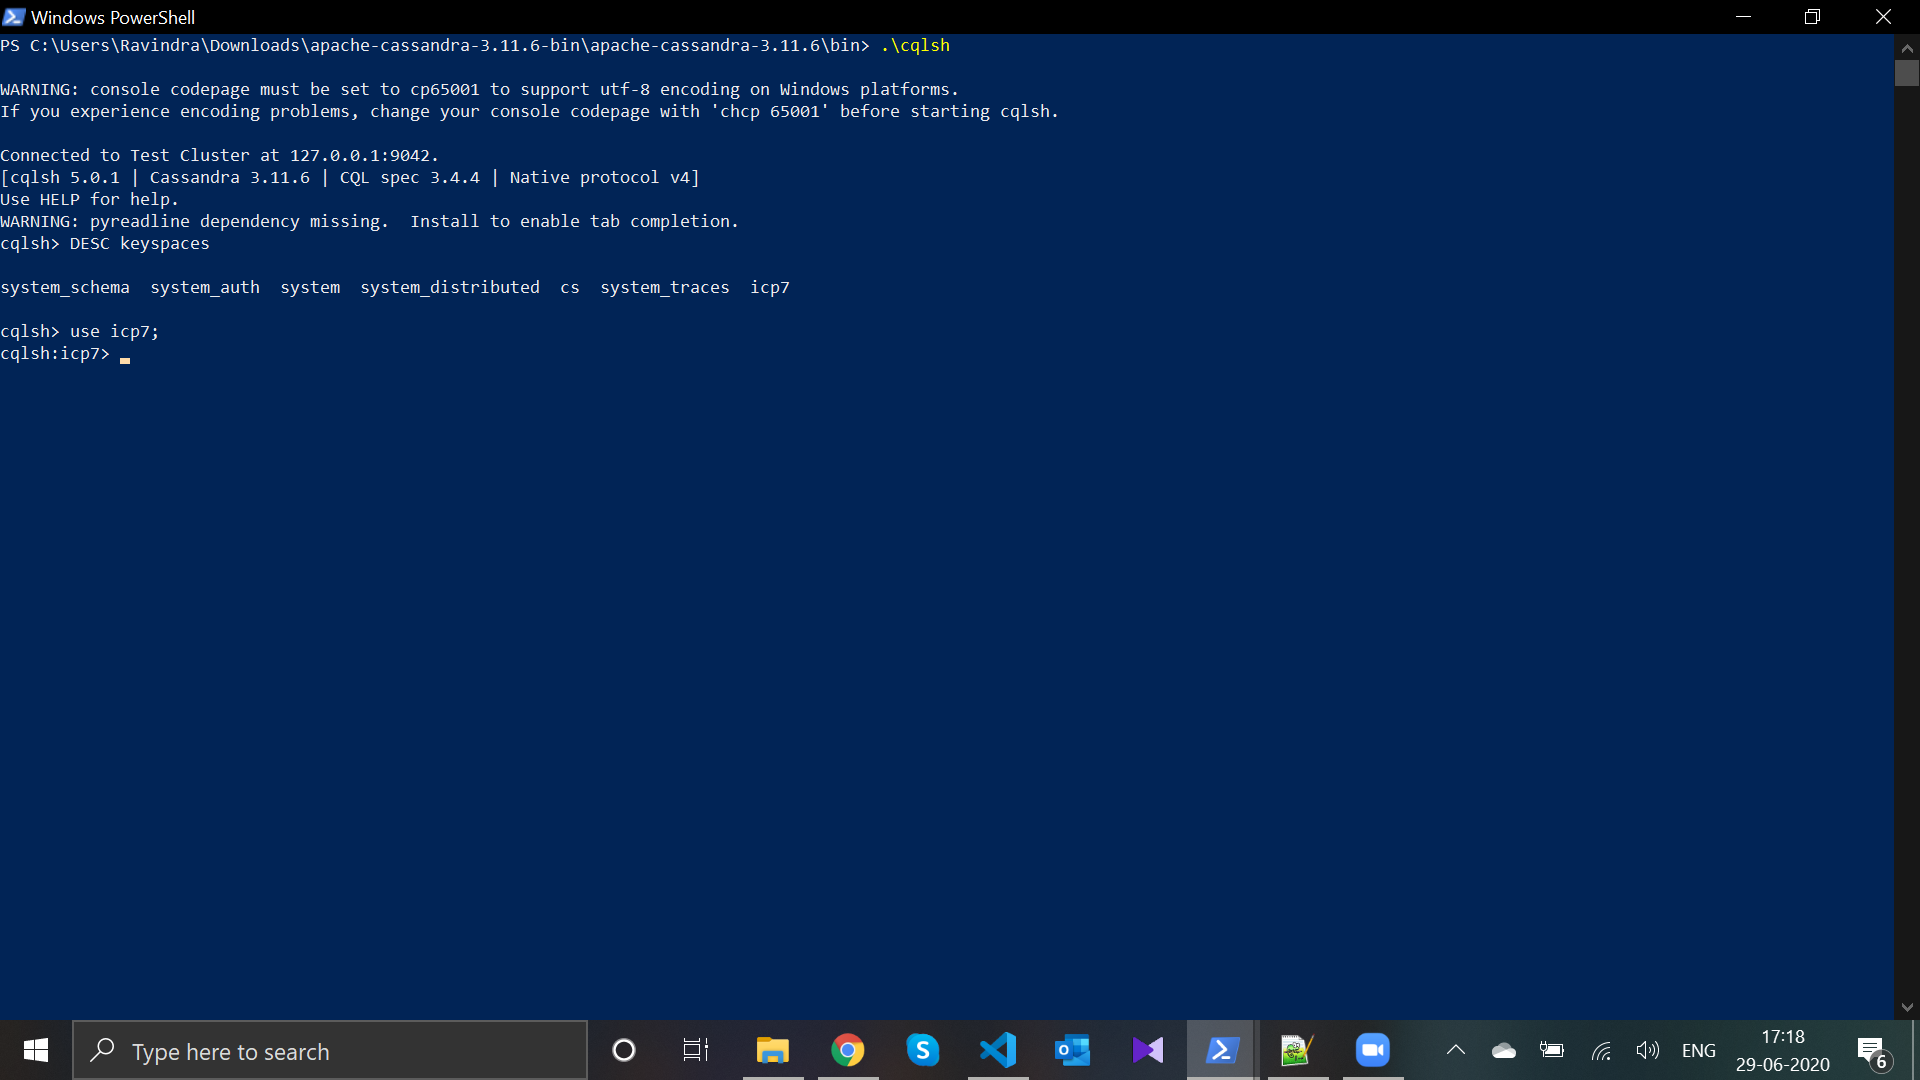 Windows PowerShell
PS C:\Users\Ravindra\Downloads\apache-cassandra-3.11.6-bin\apache-cassandra-3.11.6\bin> .\cqlsh
WARNING: console codepage must be set to cp65001 to support utf-8 encoding on Windows platforms.
If you experience encoding problems, change your console codepage with 'chcp 65001' before starting cqlsh.
Connected to Test Cluster at 127.0.0.1:9042.
[cqlsh 5.0.1 | Cassandra 3.11.6 | CQL spec 3.4.4 | Native protocol v4]
Use HELP for help.
WARNING: pyreadline dependency missing.  Install to enable tab completion.
cqlsh> DESC keyspaces
system_schema  system_auth  system  system_distributed  cs  system_traces  icp7
cqlsh> use icp7;
cqlsh:icp7>
Type here to search
ENG
17:18
29-06-2020
6